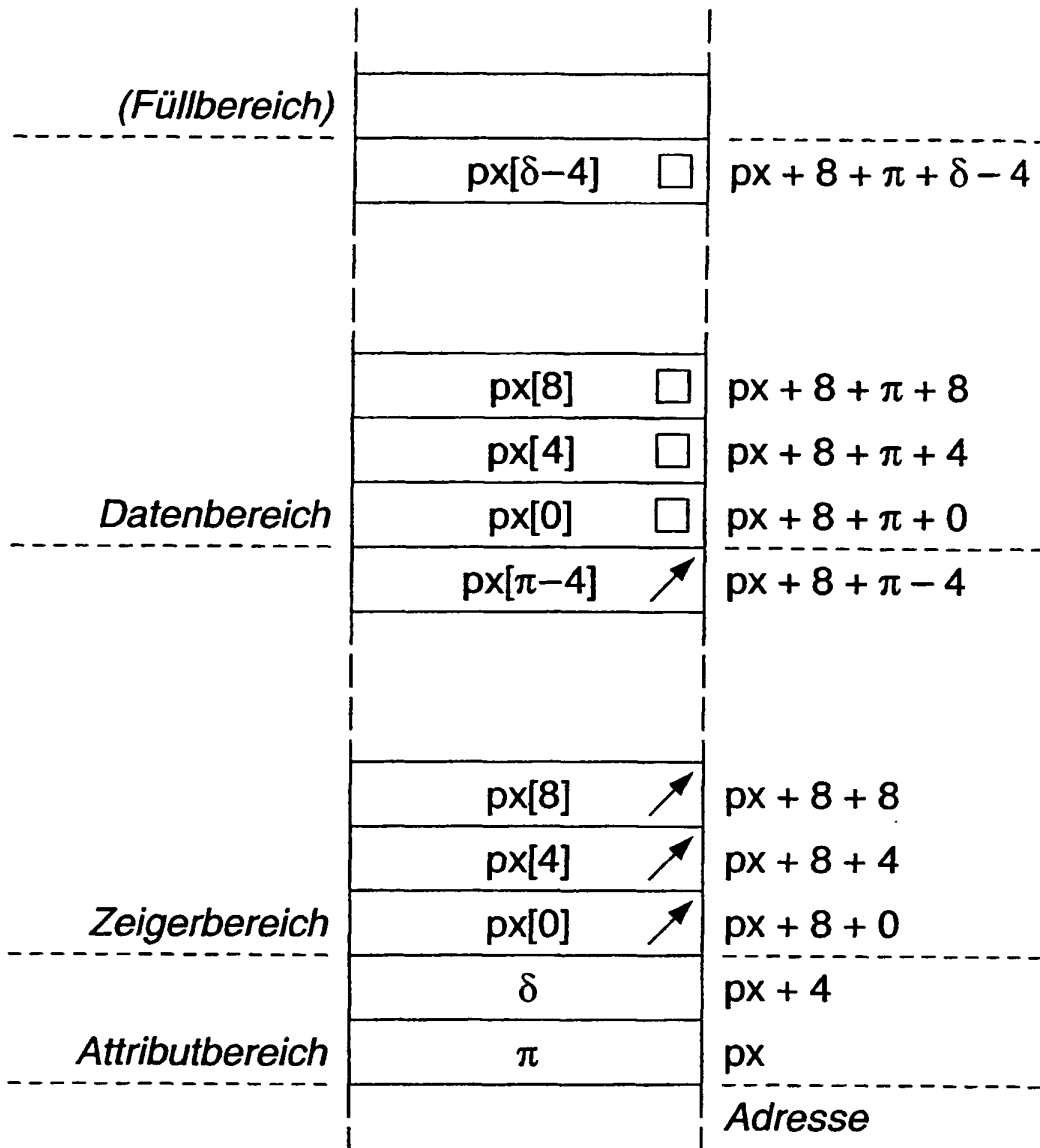 (Füllbereich)
px[δ−4] px + 8 + π + δ − 4
px[8] px + 8 + π + 8
px[4] px + 8 + π + 4
Datenbereich px[0] px + 8 + π + 0
px[π−4] px + 8 + π − 4
px[8] px + 8 + 8
px[4] px + 8 + 4
Zeigerbereich px[0] px + 8 + 0
δ px + 4
Attributbereich π px
Adresse